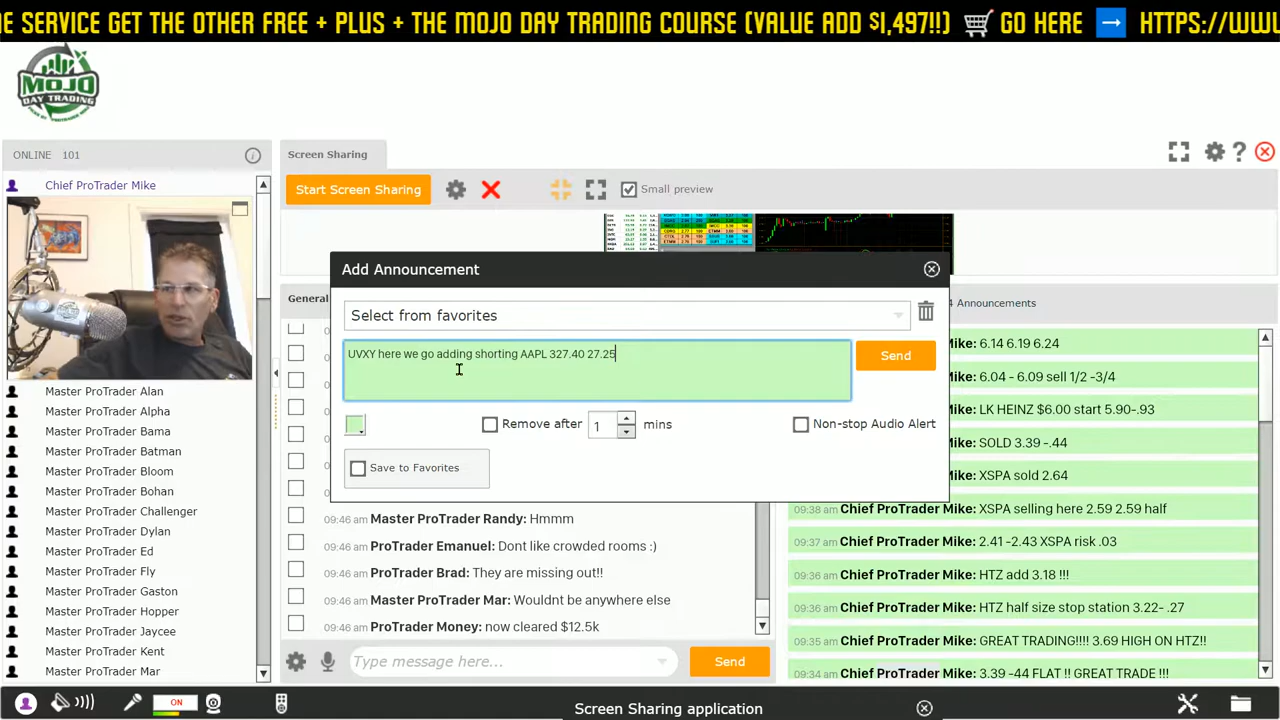 E SERVICE GET THE OTHER FREE + PLUS + THE MOJO DAY TRADING COURSE (VALUE ADD $1,497!!) GO HERE HTTPS://WWW
MOJO
DAY TRADING
ONLINE 101
Chief ProTrader Mike
Master ProTrader Alan
Master ProTrader Alpha
Master ProTrader Bama
Master ProTrader Batman
Master ProTrader Bloom
Master ProTrader Bohan
Master ProTrader Challenger
Master ProTrader Dylan
Master ProTrader Ed
Master ProTrader Fly
Master ProTrader Gaston
Master ProTrader Hopper
Master ProTrader Jaycee
Master ProTrader Kent
Master ProTrader Mar
Screen Sharing
Start Screen Sharing
Small preview
Add Announcement
Select from favorites
UVXY here we go adding shorting AAPL 327.40 27.25
Send
Remove after 1 mins
Non-stop Audio Alert
Save to Favorites
General
09:46 am Master ProTrader Randy: Hmmm
09:46 am ProTrader Emanuel: Dont like crowded rooms :)
09:46 am ProTrader Brad: They are missing out!!
09:46 am Master ProTrader Mar: Wouldnt be anywhere else
09:46 am ProTrader Money: now cleared $12.5k
Type message here...
Send
Announcements
Mike: 6.14 6.19 6.24
Mike: 6.04 - 6.09 sell 1/2 -3/4
Mike: LK HEINZ $6.00 start 5.90-.93
Mike: SOLD 3.39 -.44
Mike: XSPA sold 2.64
09:38 am Chief ProTrader Mike: XSPA selling here 2.59 2.59 half
09:37 am Chief ProTrader Mike: 2.41 -2.43 XSPA risk .03
09:36 am Chief ProTrader Mike: HTZ add 3.18 !!!
09:36 am Chief ProTrader Mike: HTZ half size stop station 3.22- .27
09:35 am Chief ProTrader Mike: GREAT TRADING!!!! 3.69 HIGH ON HTZ!!
09:34 am Chief ProTrader Mike: 3.39 -44 FLAT !! GREAT TRADE !!!
ON
Screen Sharing application